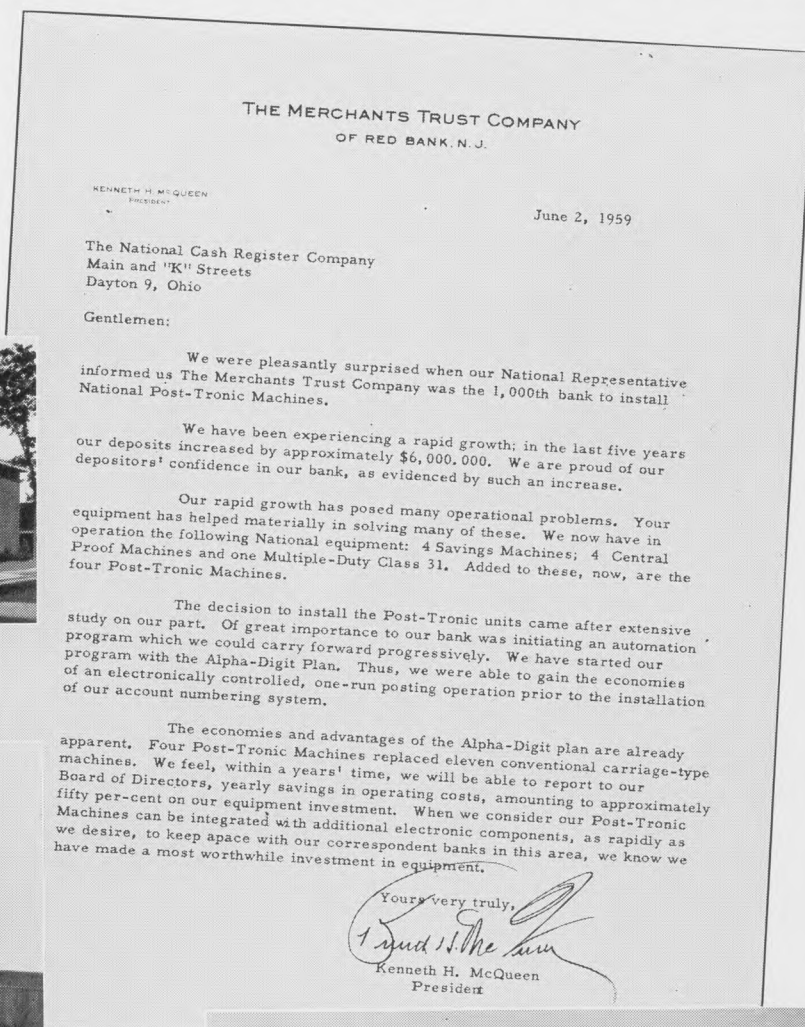 THE MERCHANTS TRUST COMPANY
OF RED BANK, N. J.
KENNETH H. MCQUEEN
PRESIDENT
June 2, 1959
The National Cash Register Company
Main and "K" Streets
Dayton 9, Ohio
Gentlemen:
We were pleasantly surprised when our National Representative
informed us The Merchants Trust Company was the 1,000th bank to install
National Post-Tronic Machines.
We have been experiencing a rapid growth; in the last five years
our deposits increased by approximately $6,000.000. We are proud of our
depositors' confidence in our bank, as evidenced by such an increase.
Our rapid growth has posed many operational problems. Your
equipment has helped materially in solving many of these. We now have in
operation the following National equipment: 4 Savings Machines; 4 Central
Proof Machines and one Multiple-Duty Class 31. Added to these, now, are the
four Post-Tronic Machines.
The decision to install the Post-Tronic units came after extensive
study on our part. Of great importance to our bank was initiating an automation
program which we could carry forward progressively. We have started our
program with the Alpha-Digit Plan. Thus, we were able to gain the economies
of an electronically controlled, one-run posting operation prior to the installation
of our account numbering system.
The economies and advantages of the Alpha-Digit plan are already
apparent. Four Post-Tronic Machines replaced eleven conventional carriage-type
machines. We feel, within a years' time, we will be able to report to our
Board of Directors, yearly savings in operating costs, amounting to approximately
fifty per-cent on our equipment investment. When we consider our Post-Tronic
Machines can be integrated with additional electronic components, as rapidly as
we desire, to keep apace with our correspondent banks in this area, we know we
have made a most worthwhile investment in equipment.
Yours very truly,
Kenneth H. McQueen
President